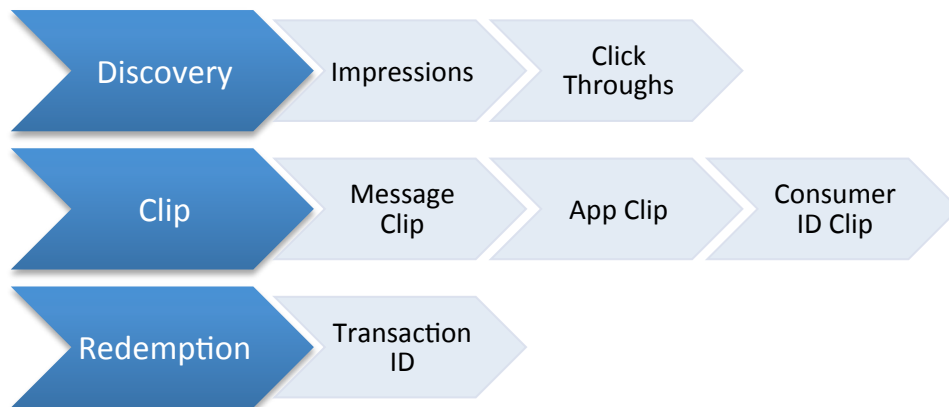 Discovery
Impressions
Click
Throughs
Clip
Message
Clip
App Clip
Consumer
ID Clip
Redemption
Transaction
ID